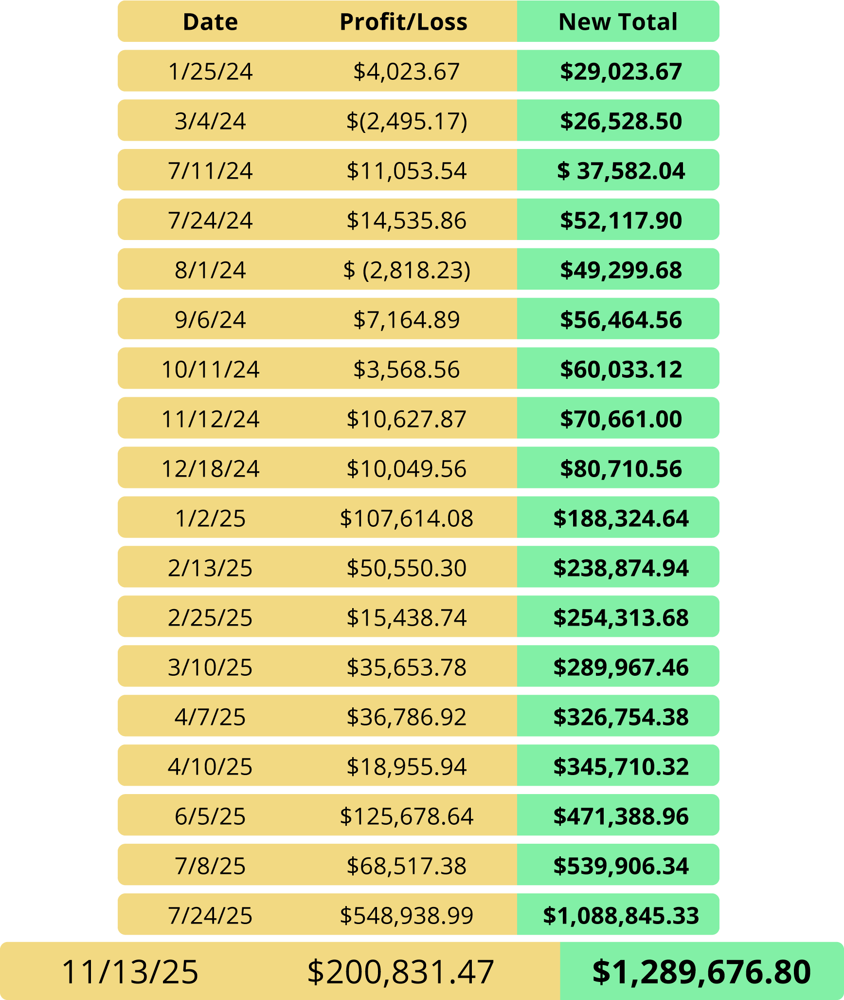 Date Profit/Loss New Total
1/25/24 $4,023.67 $29,023.67
3/4/24 $(2,495.17) $26,528.50
7/11/24 $11,053.54 $ 37,582.04
7/24/24 $14,535.86 $52,117.90
8/1/24 $ (2,818.23) $49,299.68
9/6/24 $7,164.89 $56,464.56
10/11/24 $3,568.56 $60,033.12
11/12/24 $10,627.87 $70,661.00
12/18/24 $10,049.56 $80,710.56
1/2/25 $107,614.08 $188,324.64
2/13/25 $50,550.30 $238,874.94
2/25/25 $15,438.74 $254,313.68
3/10/25 $35,653.78 $289,967.46
4/7/25 $36,786.92 $326,754.38
4/10/25 $18,955.94 $345,710.32
6/5/25 $125,678.64 $471,388.96
7/8/25 $68,517.38 $539,906.34
7/24/25 $548,938.99 $1,088,845.33
11/13/25 $200,831.47 $1,289,676.80